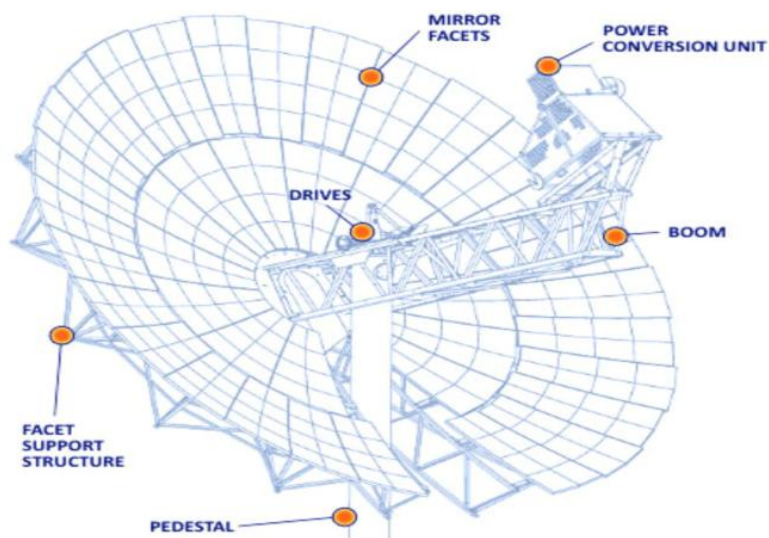 MIRROR
FACETS
POWER
CONVERSION UNIT
DRIVES
BOOM
FACET
SUPPORT
STRUCTURE
PEDESTAL